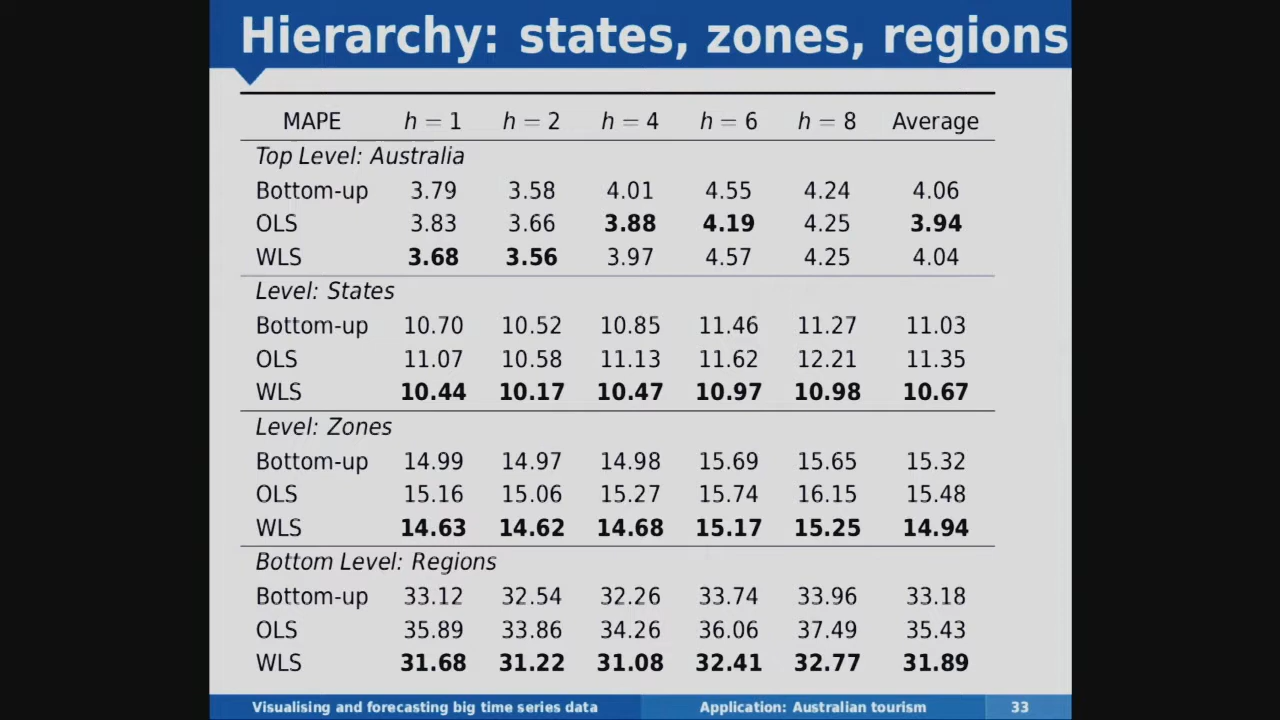 Hierarchy: states, zones, regions
MAPE h = 1 h = 2 h = 4 h = 6 h = 8 Average
Top Level: Australia
Bottom-up 3.79 3.58 4.01 4.55 4.24 4.06
OLS 3.83 3.66 3.88 4.19 4.25 3.94
WLS 3.68 3.56 3.97 4.57 4.25 4.04
Level: States
Bottom-up 10.70 10.52 10.85 11.46 11.27 11.03
OLS 11.07 10.58 11.13 11.62 12.21 11.35
WLS 10.44 10.17 10.47 10.97 10.98 10.67
Level: Zones
Bottom-up 14.99 14.97 14.98 15.69 15.65 15.32
OLS 15.16 15.06 15.27 15.74 16.15 15.48
WLS 14.63 14.62 14.68 15.17 15.25 14.94
Bottom Level: Regions
Bottom-up 33.12 32.54 32.26 33.74 33.96 33.18
OLS 35.89 33.86 34.26 36.06 37.49 35.43
WLS 31.68 31.22 31.08 32.41 32.77 31.89
Visualising and forecasting big time series data Application: Australian tourism 33